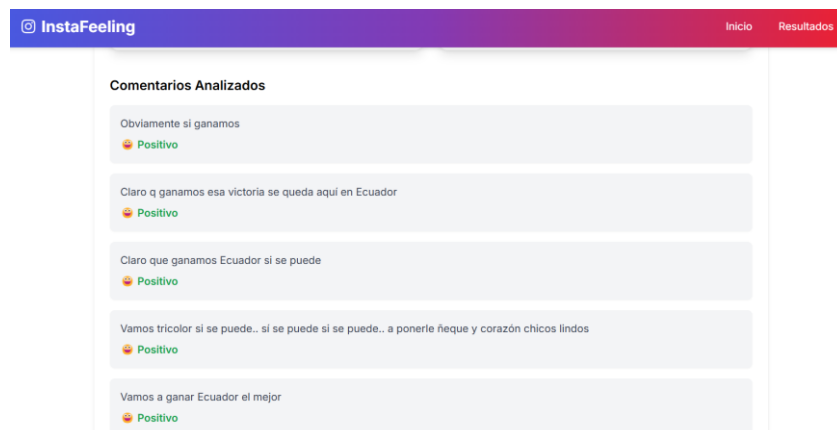 InstaFeeling
Inicio Resultados
Comentarios Analizados
Obviamente si ganamos
Positivo
Claro q ganamos esa victoria se queda aquí en Ecuador
Positivo
Claro que ganamos Ecuador si se puede
Positivo
Vamos tricolor si se puede.. sí se puede si se puede.. a ponerle ñeque y corazón chicos lindos
Positivo
Vamos a ganar Ecuador el mejor
Positivo